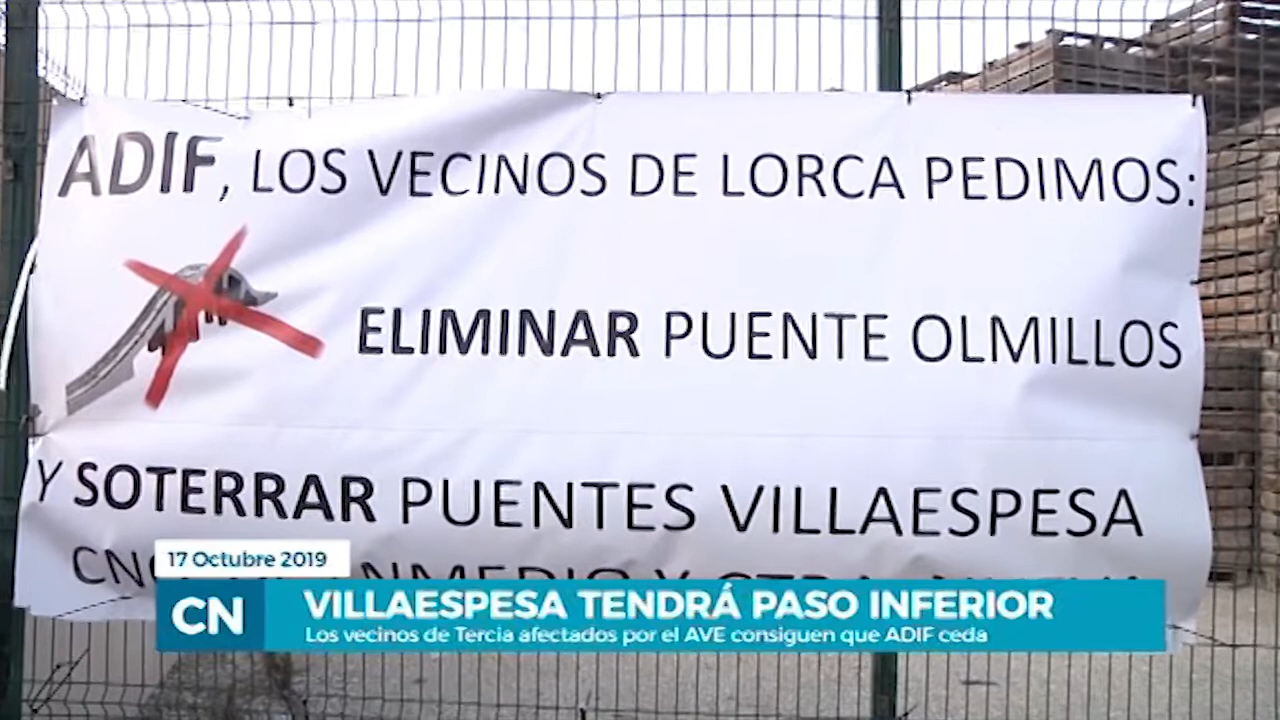 ADIF, LOS VECINOS DE LORCA PEDIMOS:
ELIMINAR PUENTE OLMILLOS
Y SOTERRAR PUENTES VILLAESPESA
17 Octubre 2019
CN
VILLAESPESA TENDRÁ PASO INFERIOR
Los vecinos de Tercia afectados por el AVE consiguen que ADIF ceda